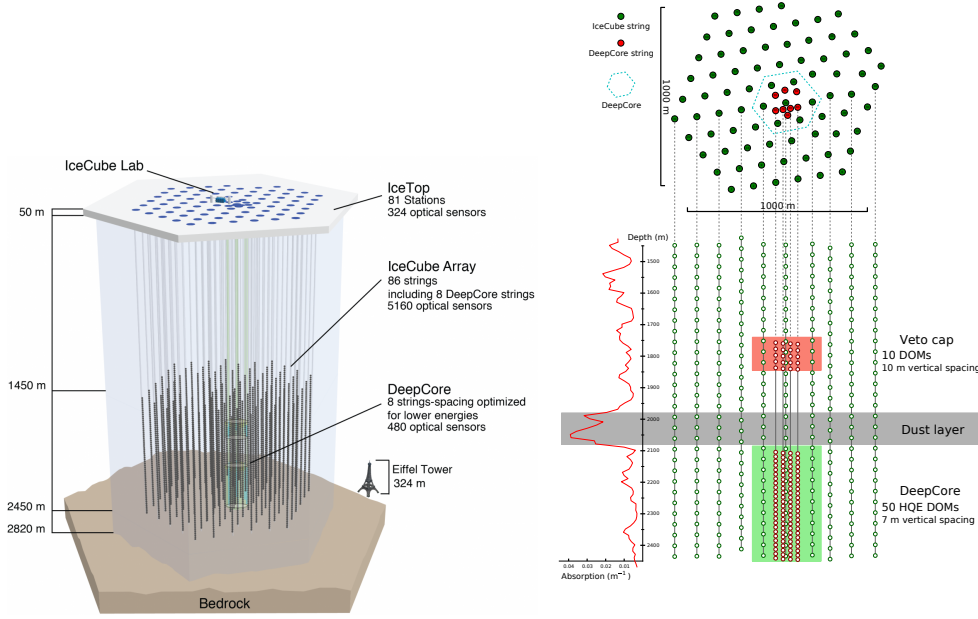 IceCube Lab
50 m
IceTop
81 Stations
324 optical sensors
IceCube Array
86 strings
including 8 DeepCore strings
5160 optical sensors
1450 m
DeepCore
8 strings-spacing optimized
for lower energies
480 optical sensors
Eiffel Tower
324 m
2450 m
2820 m
Bedrock
IceCube string
DeepCore string
DeepCore
1000 m
1000 m
Depth (m)
1500
1600
1700
1800
1900
2000
2100
2200
2300
2400
0.04 0.03 0.02 0.01
Absorption (m⁻¹)
Veto cap
10 DOMs
10 m vertical spacing
Dust layer
DeepCore
50 HQE DOMs
7 m vertical spacing